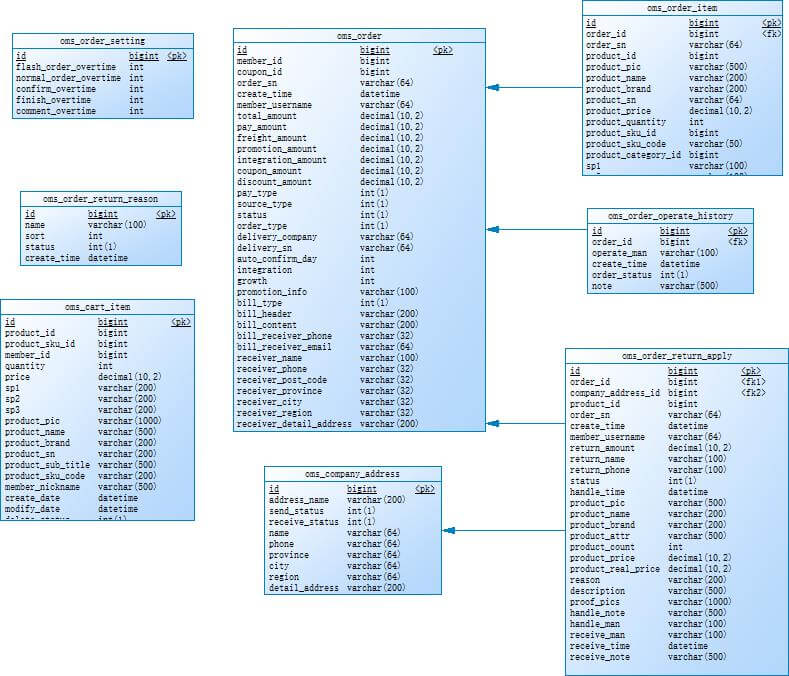 oms_order_setting
id bigint <pk>
flash_order_overtime int
normal_order_overtime int
confirm_overtime int
finish_overtime int
comment_overtime int
oms_order_return_reason
id bigint <pk>
name varchar(100)
sort int
status int(1)
create_time datetime
oms_cart_item
id bigint <pk>
product_id bigint
product_sku_id bigint
member_id bigint
quantity int
price decimal(10,2)
sp1 varchar(200)
sp2 varchar(200)
sp3 varchar(200)
product_pic varchar(1000)
product_name varchar(500)
product_brand varchar(200)
product_sn varchar(200)
product_sub_title varchar(500)
product_sku_code varchar(200)
member_nickname varchar(500)
create_date datetime
modify_date datetime
delete_status int(1)
oms_order
id bigint <pk>
member_id bigint
coupon_id bigint
order_sn varchar(64)
create_time datetime
member_username varchar(64)
total_amount decimal(10,2)
pay_amount decimal(10,2)
freight_amount decimal(10,2)
promotion_amount decimal(10,2)
integration_amount decimal(10,2)
coupon_amount decimal(10,2)
discount_amount decimal(10,2)
pay_type int(1)
source_type int(1)
status int(1)
order_type int(1)
delivery_company varchar(64)
delivery_sn varchar(64)
auto_confirm_day int
integration int
growth int
promotion_info varchar(100)
bill_type int(1)
bill_header varchar(200)
bill_content varchar(200)
bill_receiver_phone varchar(32)
bill_receiver_email varchar(64)
receiver_name varchar(100)
receiver_phone varchar(32)
receiver_post_code varchar(32)
receiver_province varchar(32)
receiver_city varchar(32)
receiver_region varchar(32)
receiver_detail_address varchar(200)
oms_company_address
id bigint <pk>
address_name varchar(200)
send_status int(1)
receive_status int(1)
name varchar(64)
phone varchar(64)
province varchar(64)
city varchar(64)
region varchar(64)
detail_address varchar(200)
oms_order_item
id bigint <pk>
order_id bigint <fk>
order_sn varchar(64)
product_id bigint
product_pic varchar(500)
product_name varchar(200)
product_brand varchar(200)
product_sn varchar(64)
product_price decimal(10,2)
product_quantity int
product_sku_id bigint
product_sku_code varchar(50)
product_category_id bigint
sp1 varchar(100)
oms_order_operate_history
id bigint <pk>
order_id bigint <fk>
operate_man varchar(100)
create_time datetime
order_status int(1)
note varchar(500)
oms_order_return_apply
id bigint <pk>
order_id bigint <fk1>
company_address_id bigint <fk2>
product_id bigint
order_sn varchar(64)
create_time datetime
member_username varchar(64)
return_amount decimal(10,2)
return_name varchar(100)
return_phone varchar(100)
status int(1)
handle_time datetime
product_pic varchar(500)
product_name varchar(200)
product_brand varchar(200)
product_attr varchar(500)
product_count int
product_price decimal(10,2)
product_real_price decimal(10,2)
reason varchar(200)
description varchar(500)
proof_pics varchar(1000)
handle_note varchar(500)
handle_man varchar(100)
receive_man varchar(100)
receive_time datetime
receive_note varchar(500)